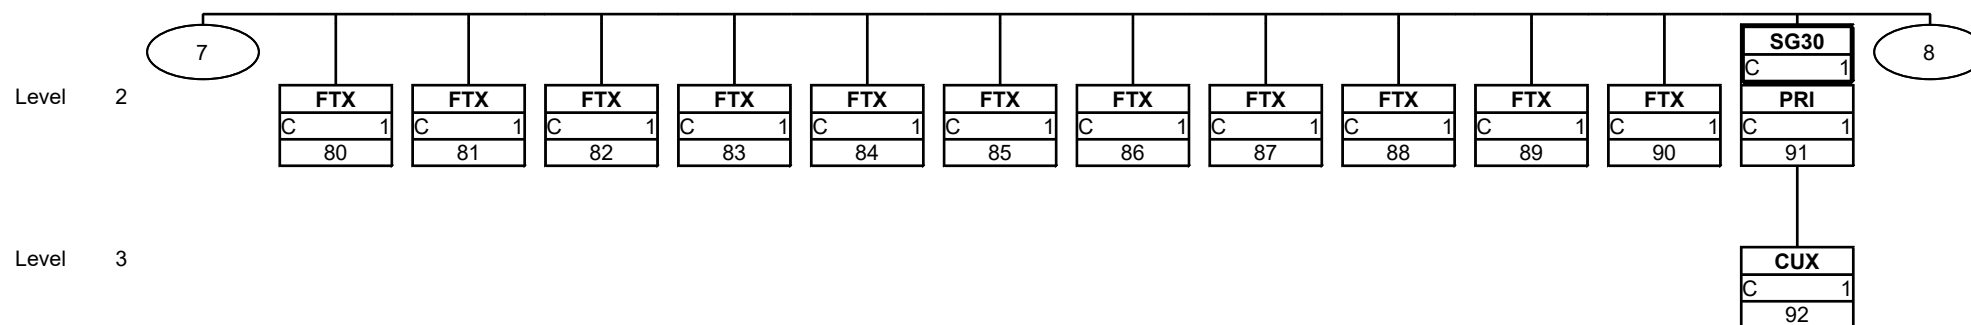 SG30
C 1
7
8
Level 2
FTX FTX FTX FTX FTX FTX FTX FTX FTX FTX FTX PRI
C 1 C 1 C 1 C 1 C 1 C 1 C 1 C 1 C 1 C 1 C 1 C 1
80 81 82 83 84 85 86 87 88 89 90 91
Level 3
CUX
C 1
92